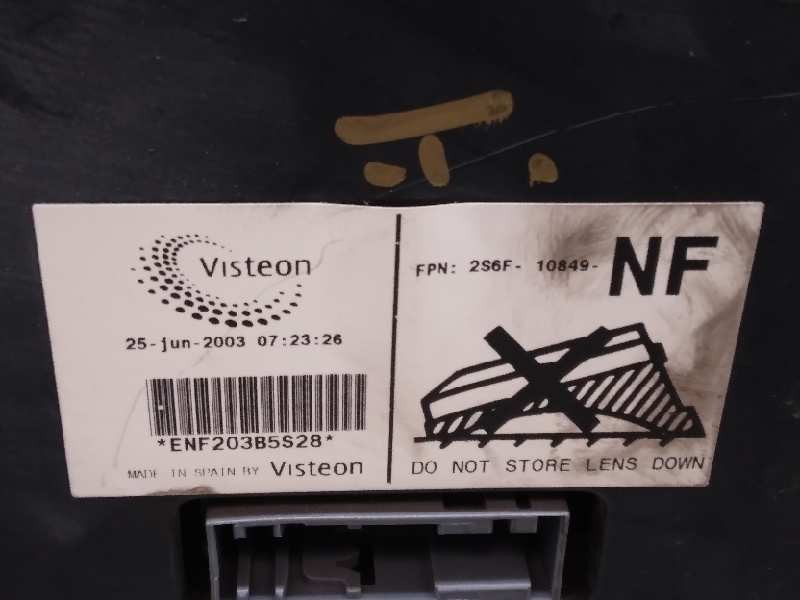 Visteon
25-jun-2003 07:23:26
*ENF203B5S28*
MADE IN SPAIN BY Visteon
FPN: 2S6F- 10849- NF
DO NOT STORE LENS DOWN